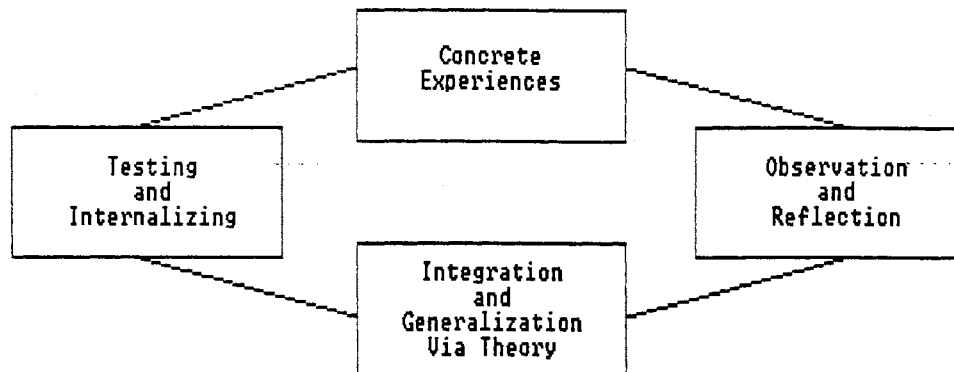 Concrete
Experiences
Testing
and
Internalizing
Observation
and
Reflection
Integration
and
Generalization
Via Theory